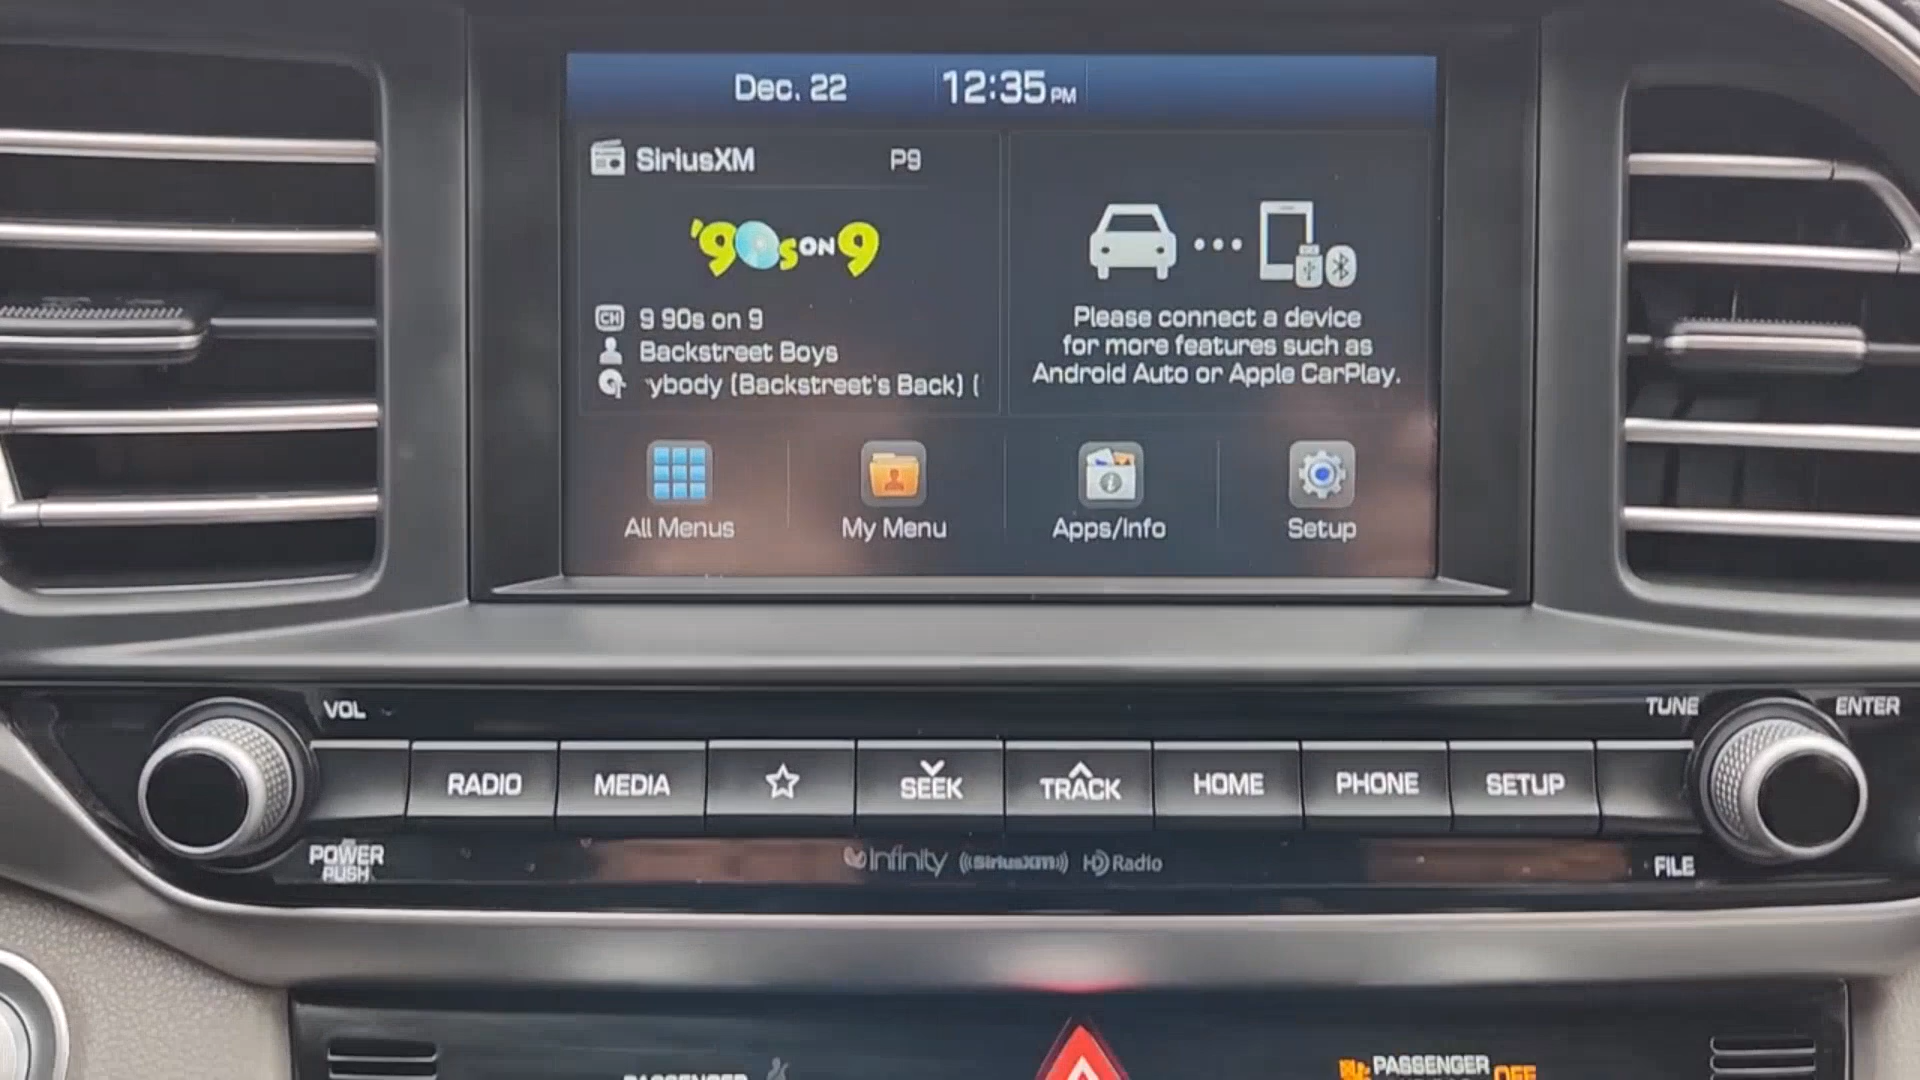 Dec. 22 12:35 PM
SiriusXM P9
'90s ON 9
CH 9 90s on 9
Backstreet Boys
ybody (Backstreet's Back) (
Please connect a device
for more features such as
Android Auto or Apple CarPlay.
All Menus My Menu Apps/Info Setup
VOL TUNE ENTER
RADIO MEDIA SEEK TRACK HOME PHONE SETUP
POWER
PUSH
Infinity ((SiriusXM)) HD Radio
FILE
PASSENGER PASSENGER
OFF